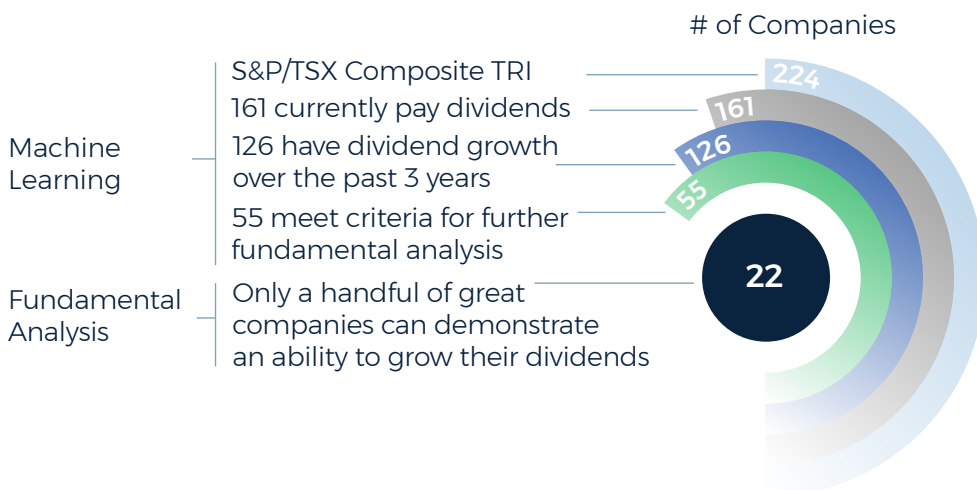 # of Companies
S&P/TSX Composite TRI
224
161 currently pay dividends
161
Machine
Learning
126 have dividend growth
over the past 3 years
126
55 meet criteria for further
fundamental analysis
55
Fundamental
Analysis
Only a handful of great
companies can demonstrate
an ability to grow their dividends
22